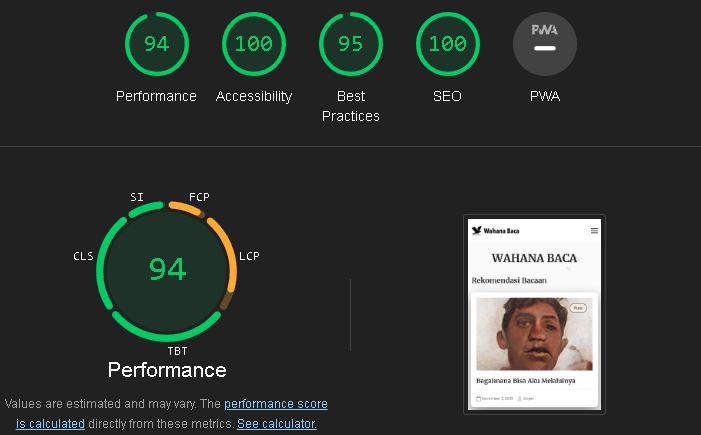 94
100
95
100
PWA
Performance
Accessibility
Best
Practices
SEO
PWA
SI
FCP
CLS
94
LCP
TBT
Performance
Values are estimated and may vary. The performance score
is calculated directly from these metrics. See calculator.
Wahana Baca
WAHANA BACA
Rekomendasi Bacaan
Puisi
Bagaimana Bisa Aku Melaluinya